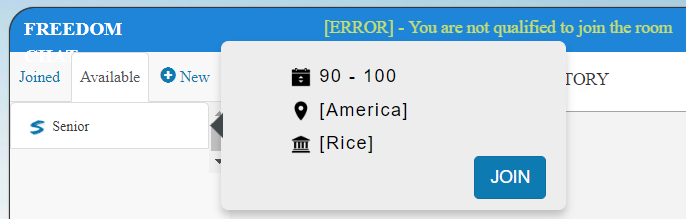 FREEDOM
CHAT
[ERROR] - You are not qualified to join the room
Joined
Available
New
TORY
Senior
90 - 100
[America]
[Rice]
JOIN